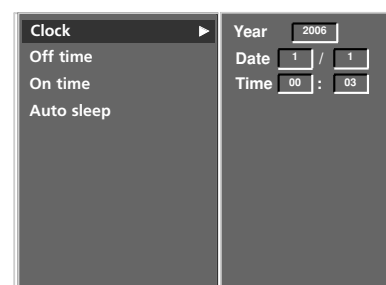 Clock
Off time
On time
Auto sleep
Year 2006
Date 1 / 1
Time 00 : 03